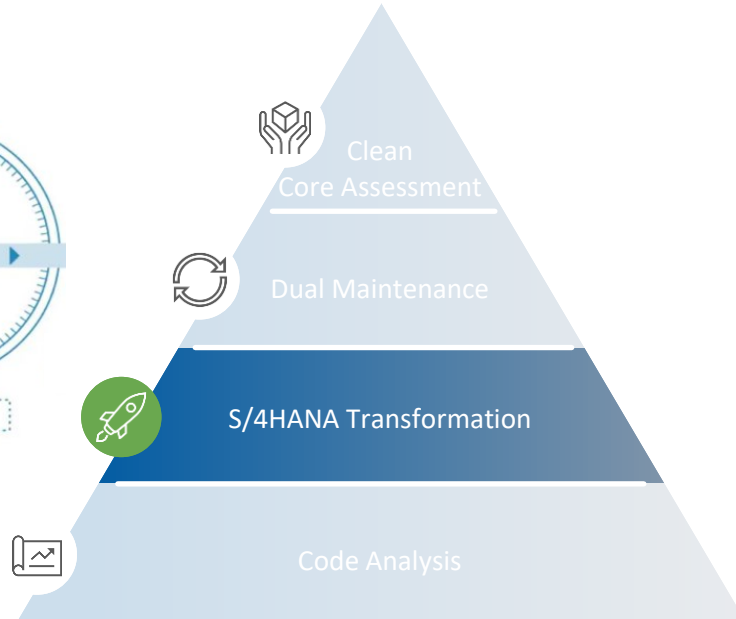 Clean
Core Assessment
Dual Maintenance
S/4HANA Transformation
Code Analysis